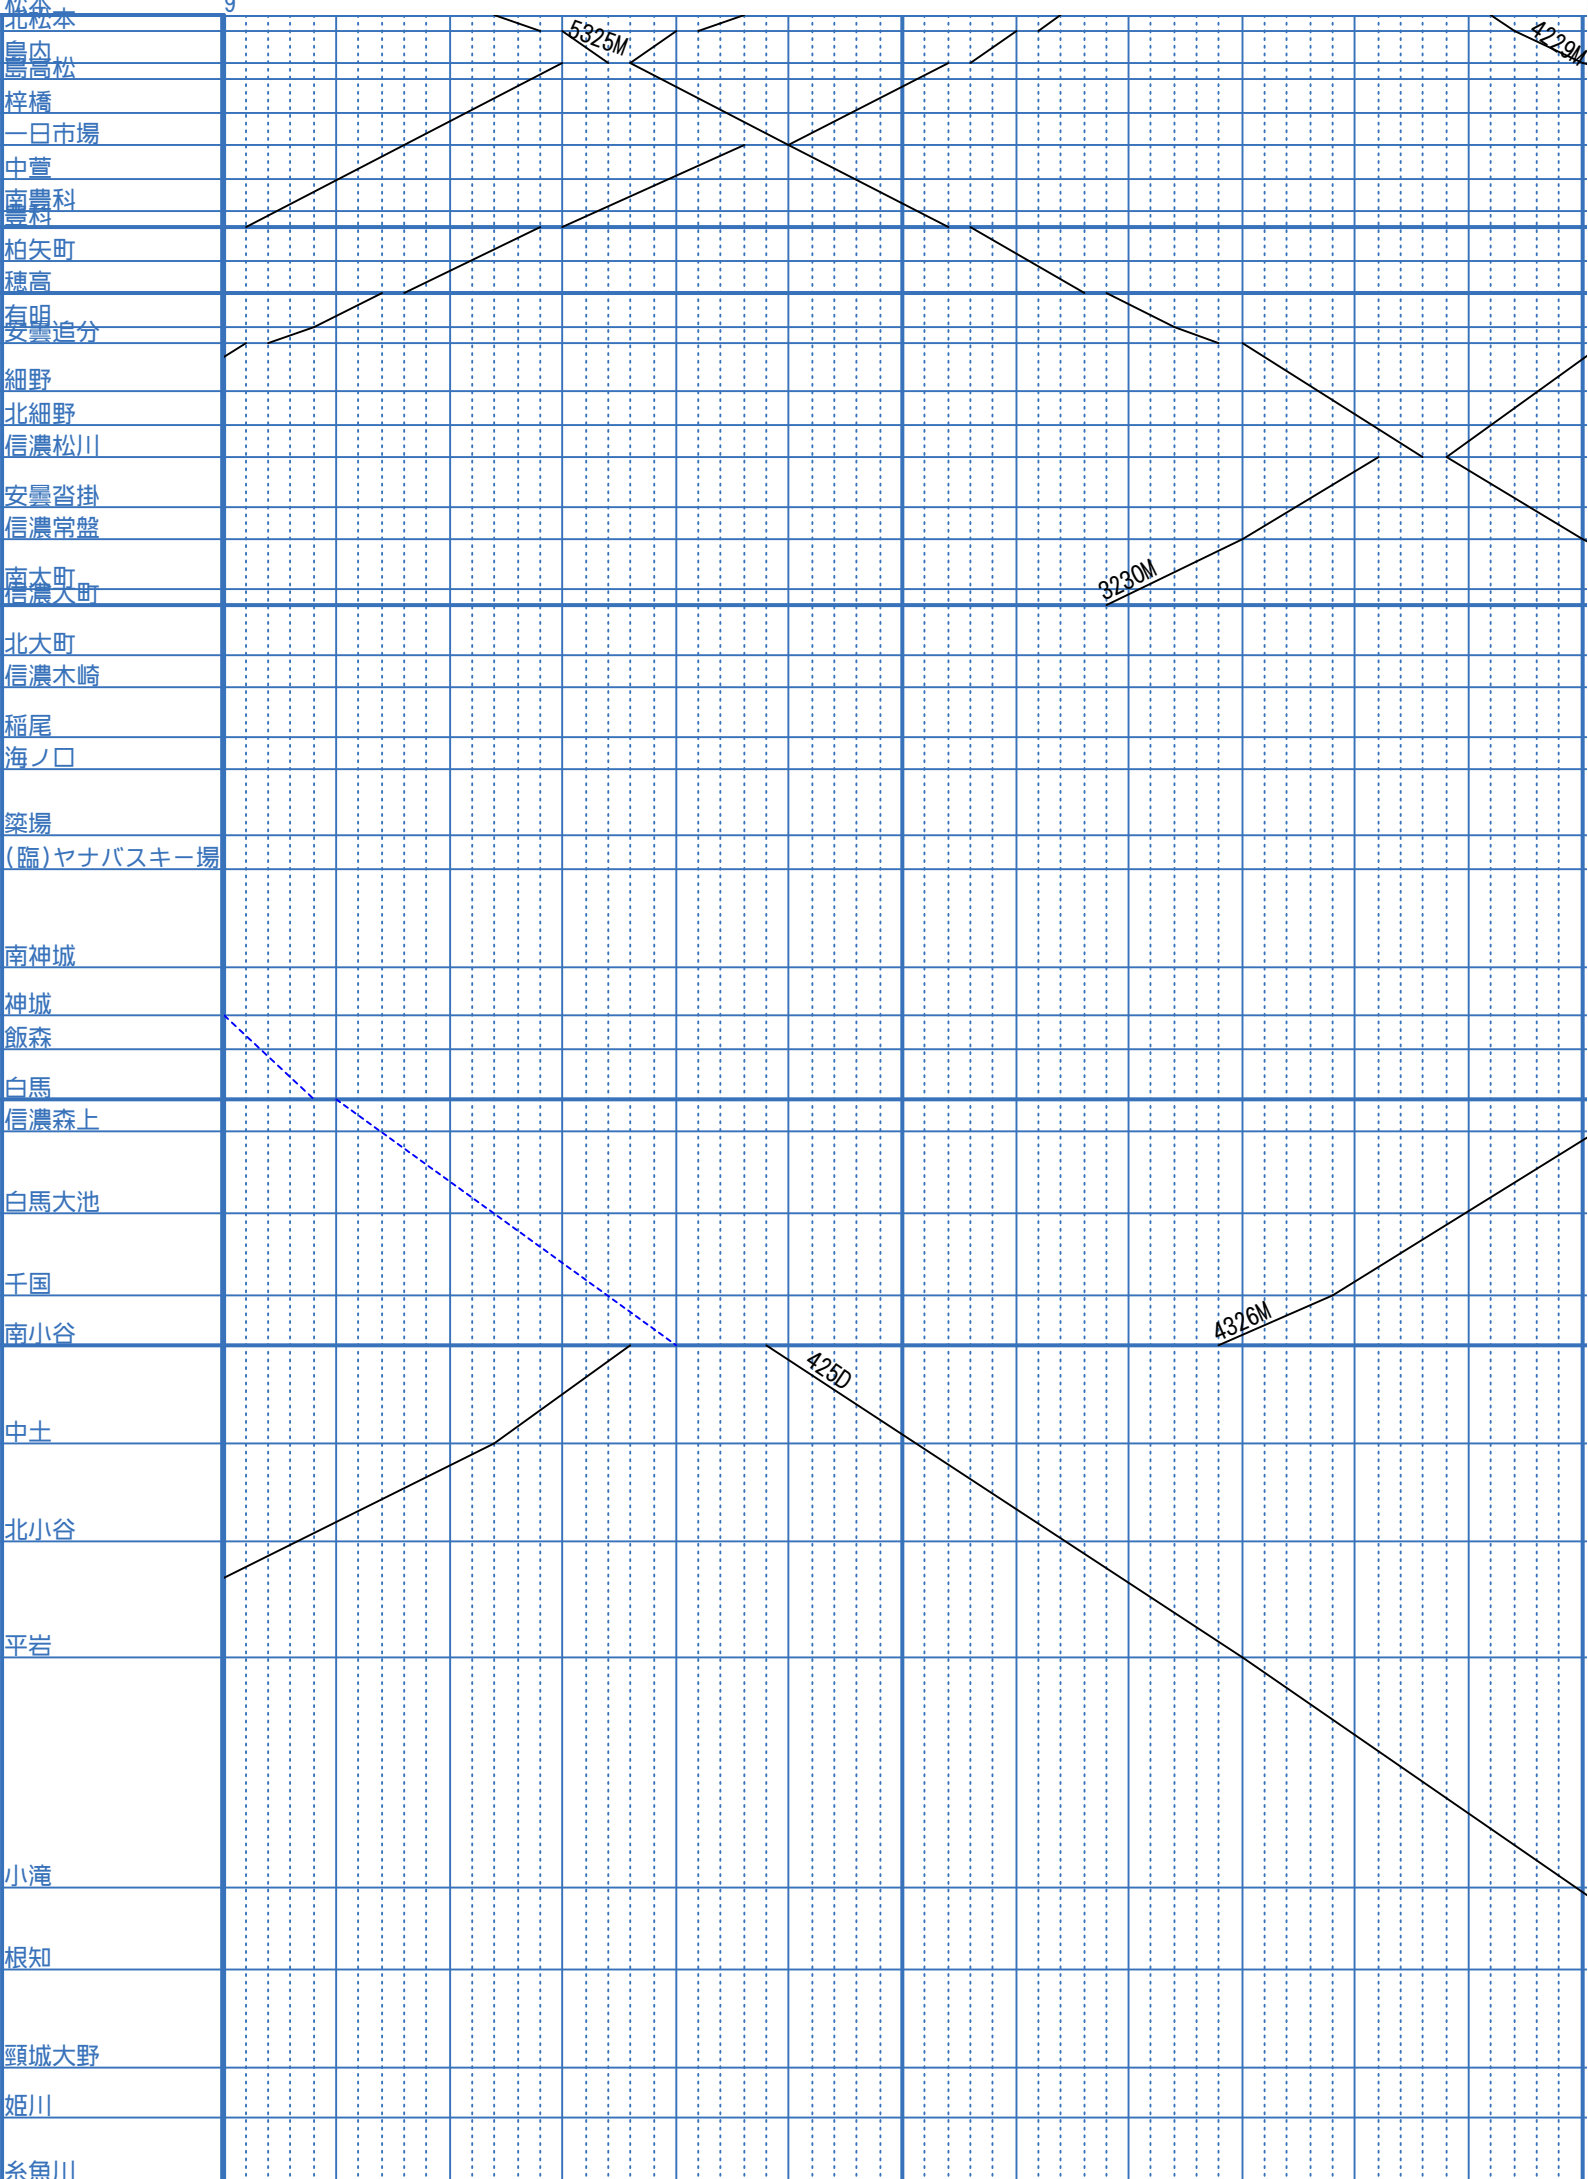 9
松本
北松本
島内
島高松
梓橋
一日市場
中萱
南豊科
豊科
柏矢町
穂高
有明
安曇追分
細野
北細野
信濃松川
安曇沓掛
信濃常盤
南大町
信濃大町
北大町
信濃木崎
稲尾
海ノ口
簗場
(臨)ヤナバスキー場
南神城
神城
飯森
白馬
信濃森上
白馬大池
千国
南小谷
中土
北小谷
平岩
小滝
根知
頸城大野
姫川
糸魚川
5325M
4229M
3230M
4326M
425D